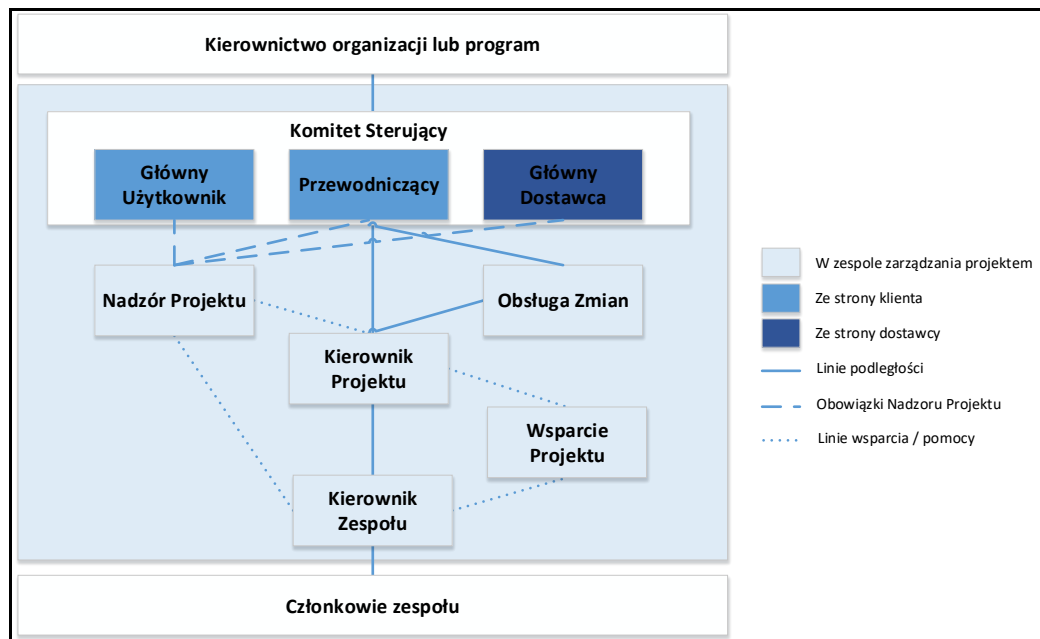 Kierownictwo organizacji lub program
Komitet Sterujący
Główny
Użytkownik
Przewodniczący
Główny
Dostawca
Nadzór Projektu
Obsługa Zmian
Kierownik
Projektu
Wsparcie
Projektu
Kierownik
Zespołu
Członkowie zespołu
W zespole zarządzania projektem
Ze strony klienta
Ze strony dostawcy
Linie podległości
Obowiązki Nadzoru Projektu
Linie wsparcia / pomocy